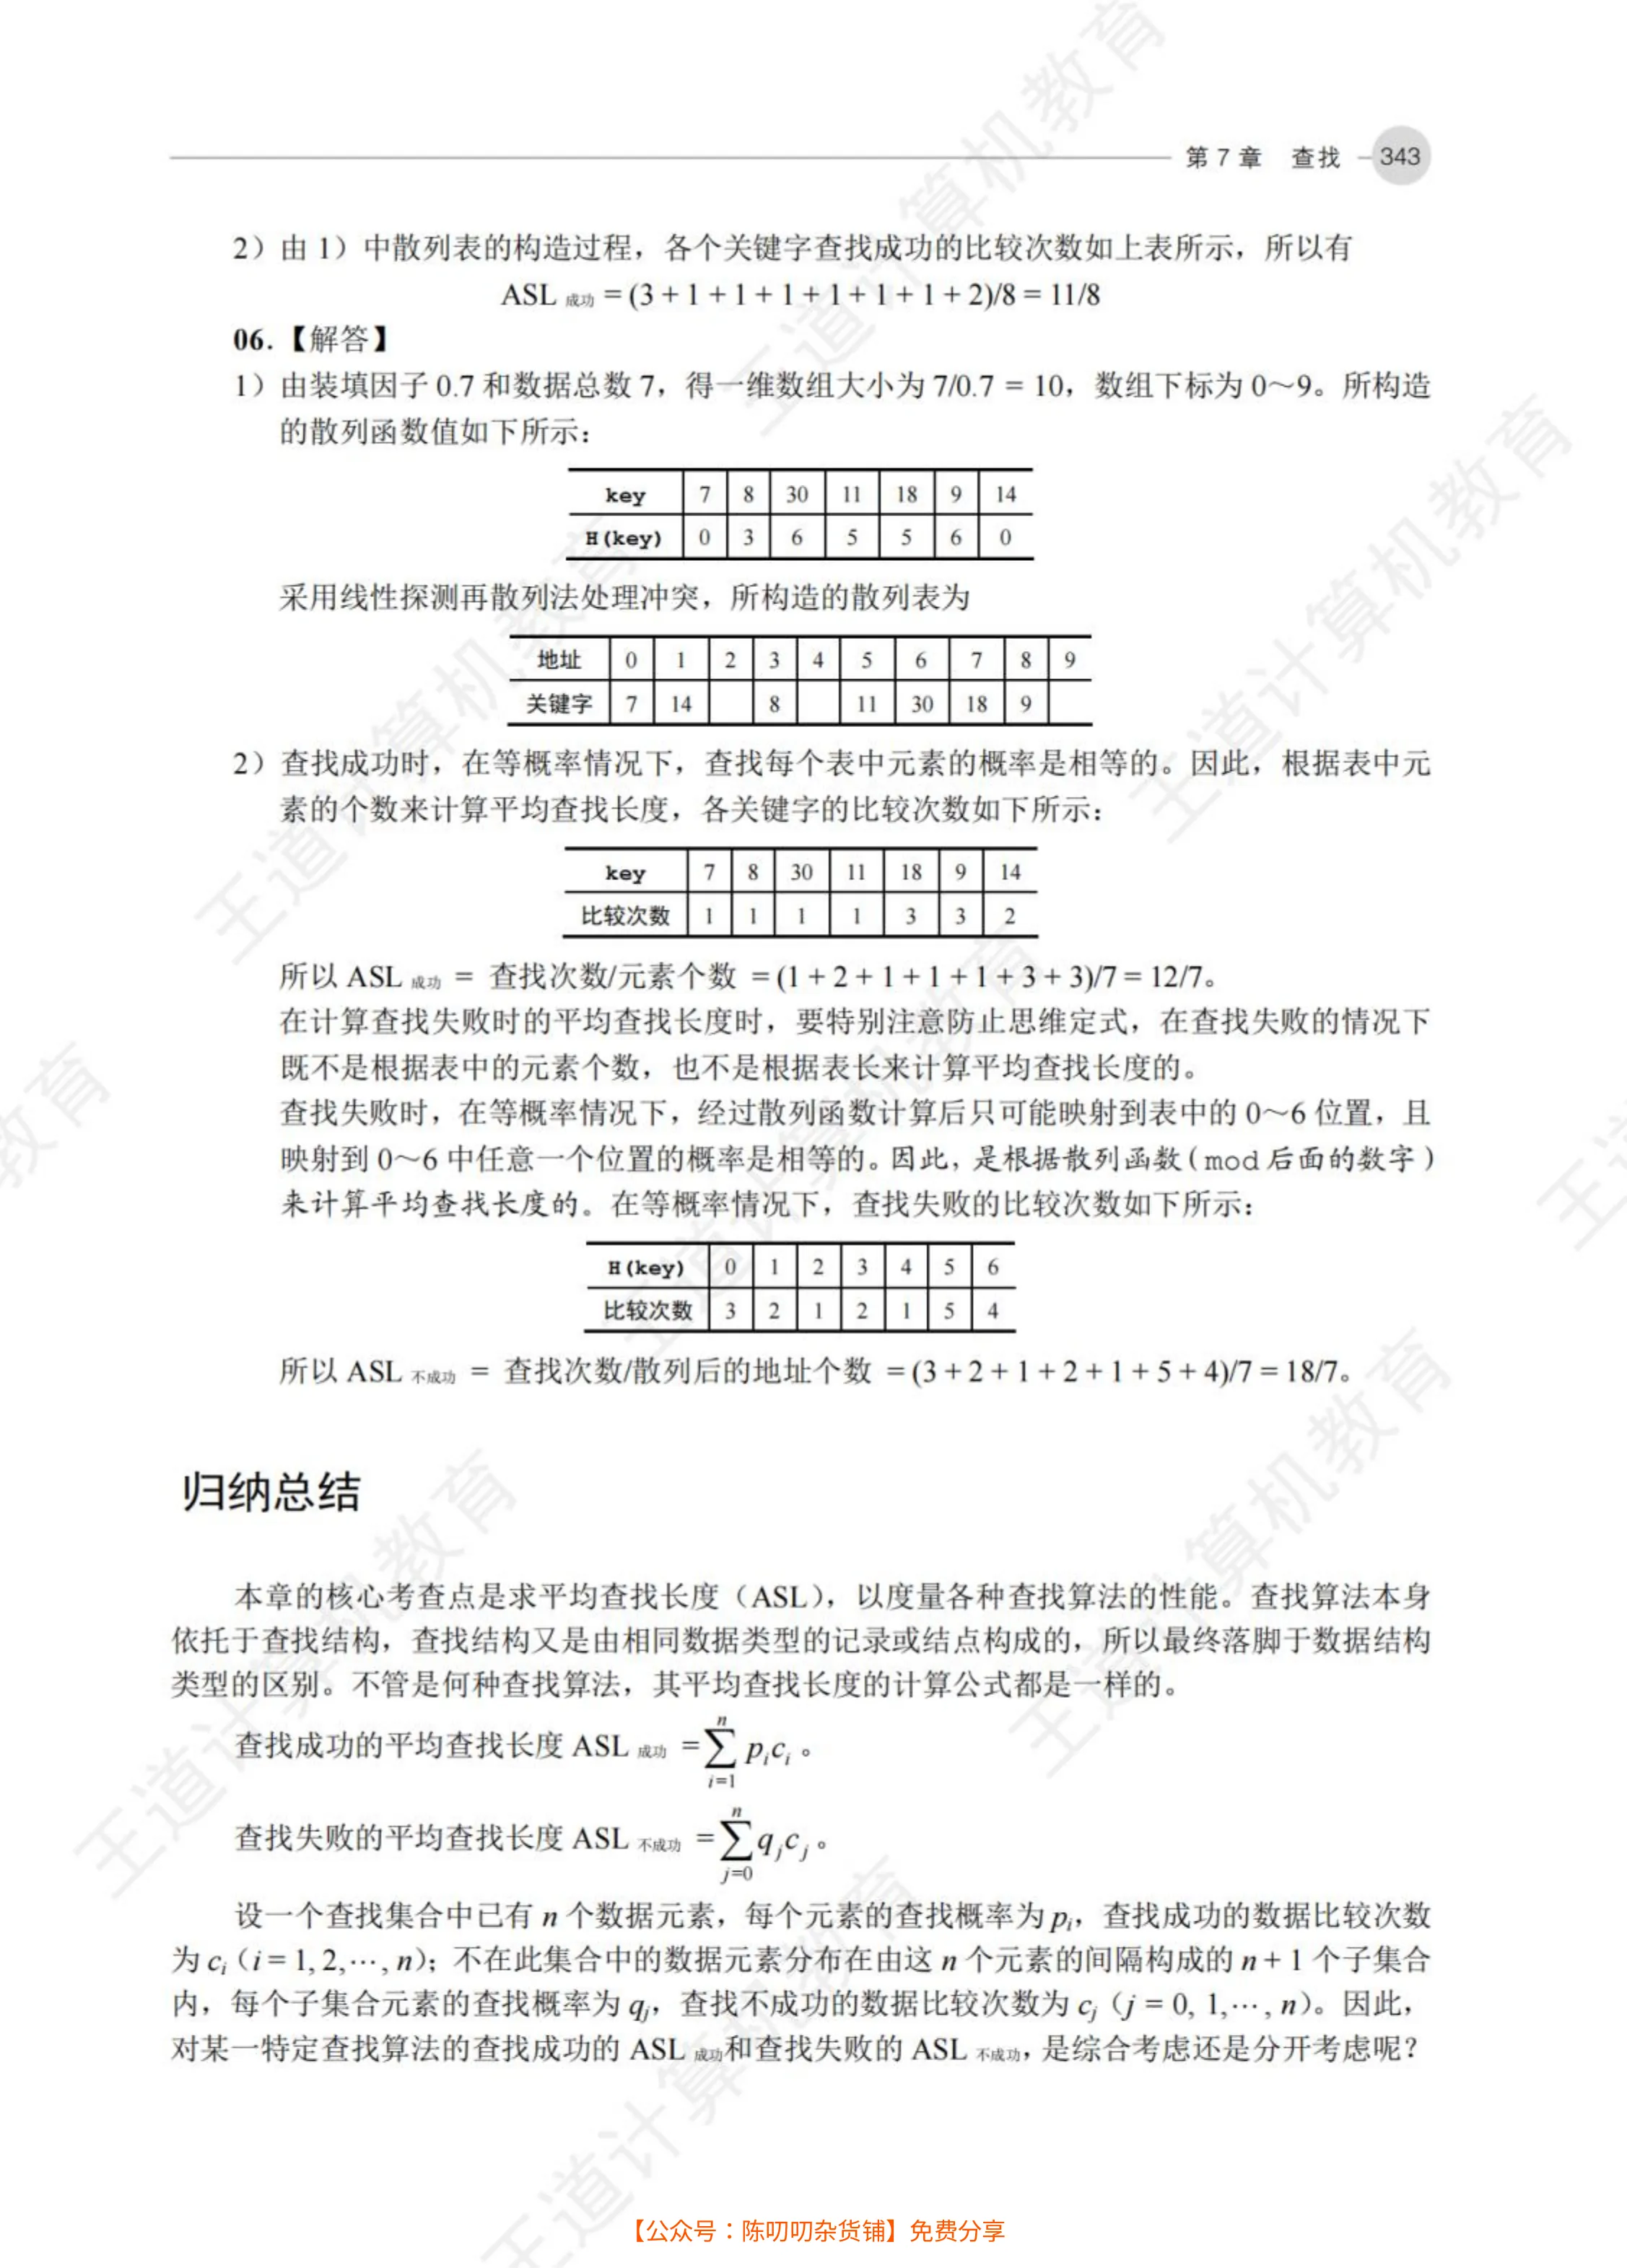 第 7 章 查找 343
2）由 1）中散列表的构造过程，各个关键字查找成功的比较次数如上表所示，所以有
ASL 成功 = (3 + 1 + 1 + 1 + 1 + 1 + 1 + 2)/8 = 11/8
06.【解答】
1）由装填因子 0.7 和数据总数 7，得一维数组大小为 7/0.7 = 10，数组下标为 0～9。所构造
的散列函数值如下所示：
key 7 8 30 11 18 9 14
H(key) 0 3 6 5 5 6 0
采用线性探测再散列法处理冲突，所构造的散列表为
地址 0 1 2 3 4 5 6 7 8 9
关键字 7 14 8 11 30 18 9
2）查找成功时，在等概率情况下，查找每个表中元素的概率是相等的。因此，根据表中元
素的个数来计算平均查找长度，各关键字的比较次数如下所示：
key 7 8 30 11 18 9 14
比较次数 1 1 1 1 3 3 2
所以 ASL 成功 = 查找次数/元素个数 = (1 + 2 + 1 + 1 + 1 + 3 + 3)/7 = 12/7。
在计算查找失败时的平均查找长度时，要特别注意防止思维定式，在查找失败的情况下
既不是根据表中的元素个数，也不是根据表长来计算平均查找长度的。
查找失败时，在等概率情况下，经过散列函数计算后只可能映射到表中的 0～6 位置，且
映射到 0～6 中任意一个位置的概率是相等的。因此，是根据散列函数（mod 后面的数字）
来计算平均查找长度的。在等概率情况下，查找失败的比较次数如下所示：
H(key) 0 1 2 3 4 5 6
比较次数 3 2 1 2 1 5 4
所以 ASL 不成功 = 查找次数/散列后的地址个数 = (3 + 2 + 1 + 2 + 1 + 5 + 4)/7 = 18/7。
归纳总结
本章的核心考查点是求平均查找长度（ASL），以度量各种查找算法的性能。查找算法本身
依托于查找结构，查找结构又是由相同数据类型的记录或结点构成的，所以最终落脚于数据结构
类型的区别。不管是何种查找算法，其平均查找长度的计算公式都是一样的。
查找成功的平均查找长度 ASL 成功 = ∑_{i=1}^{n} p_i c_i 。
查找失败的平均查找长度 ASL 不成功 = ∑_{j=0}^{n} q_j c_j 。
设一个查找集合中已有 n 个数据元素，每个元素的查找概率为 p_i，查找成功的数据比较次数
为 c_i（i = 1, 2,⋯, n）；不在此集合中的数据元素分布在由这 n 个元素的间隔构成的 n + 1 个子集合
内，每个子集合元素的查找概率为 q_j，查找不成功的数据比较次数为 c_j（j = 0, 1,⋯, n）。因此，
对某一特定查找算法的查找成功的 ASL 成功和查找失败的 ASL 不成功，是综合考虑还是分开考虑呢？
【公众号：陈叨叨杂货铺】免费分享